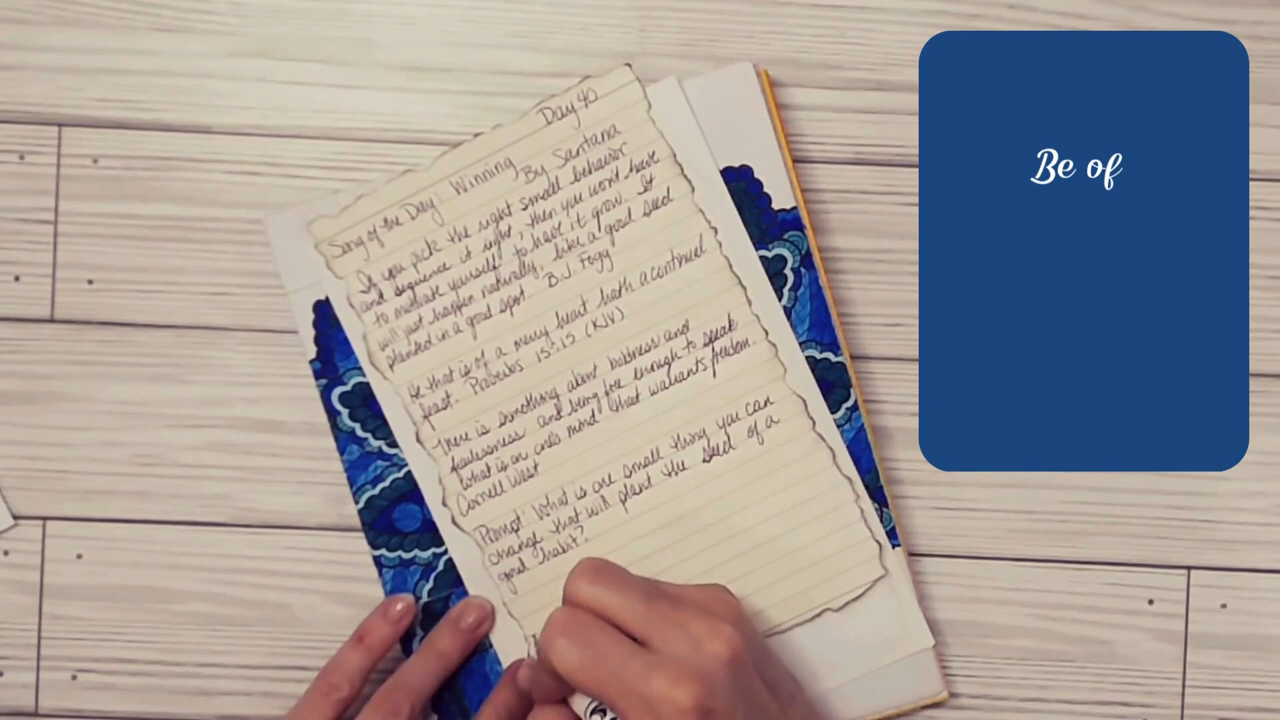 Day 40
Song of the Day: Winning By Santana
If you pick the right small behavior
and sequence it right, then you won't have
to motivate yourself to have it grow. It
will just happen naturally, like a good seed
planted in a good spot. B.J. Fogg
he that is of a merry heart hath a continual
feast. Proverbs 15:15 (KJV)
There is something about boldness and
fearlessness and being free enough to speak
what is on one's mind that warrants freedom.
Cornell West
Prompt: What is one small thing you can
change that will plant the seed of a
good habit?
Be of